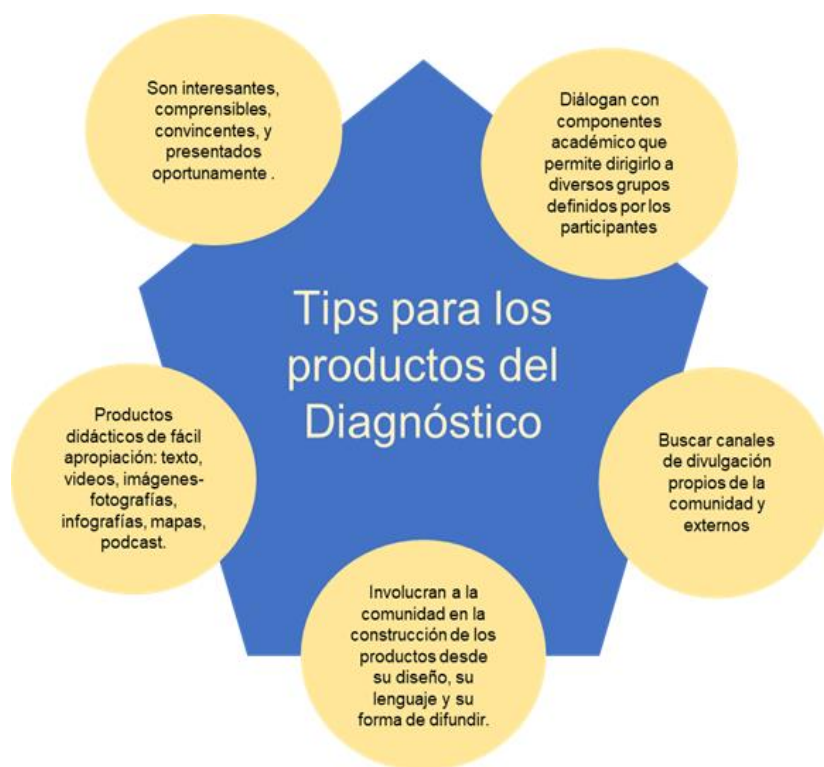 Son interesantes,
comprensibles,
convincentes, y
presentados
oportunamente .
Diálogan con
componentes
académico que
permite dirigirlo a
diversos grupos
definidos por los
participantes
Tips para los
productos del
Diagnóstico
Productos
didácticos de fácil
apropiación: texto,
videos, imágenes-
fotografías,
infografías, mapas,
podcast.
Buscar canales
de divulgación
propios de la
comunidad y
externos
Involucran a la
comunidad en la
construcción de los
productos desde
su diseño, su
lenguaje y su
forma de difundir.